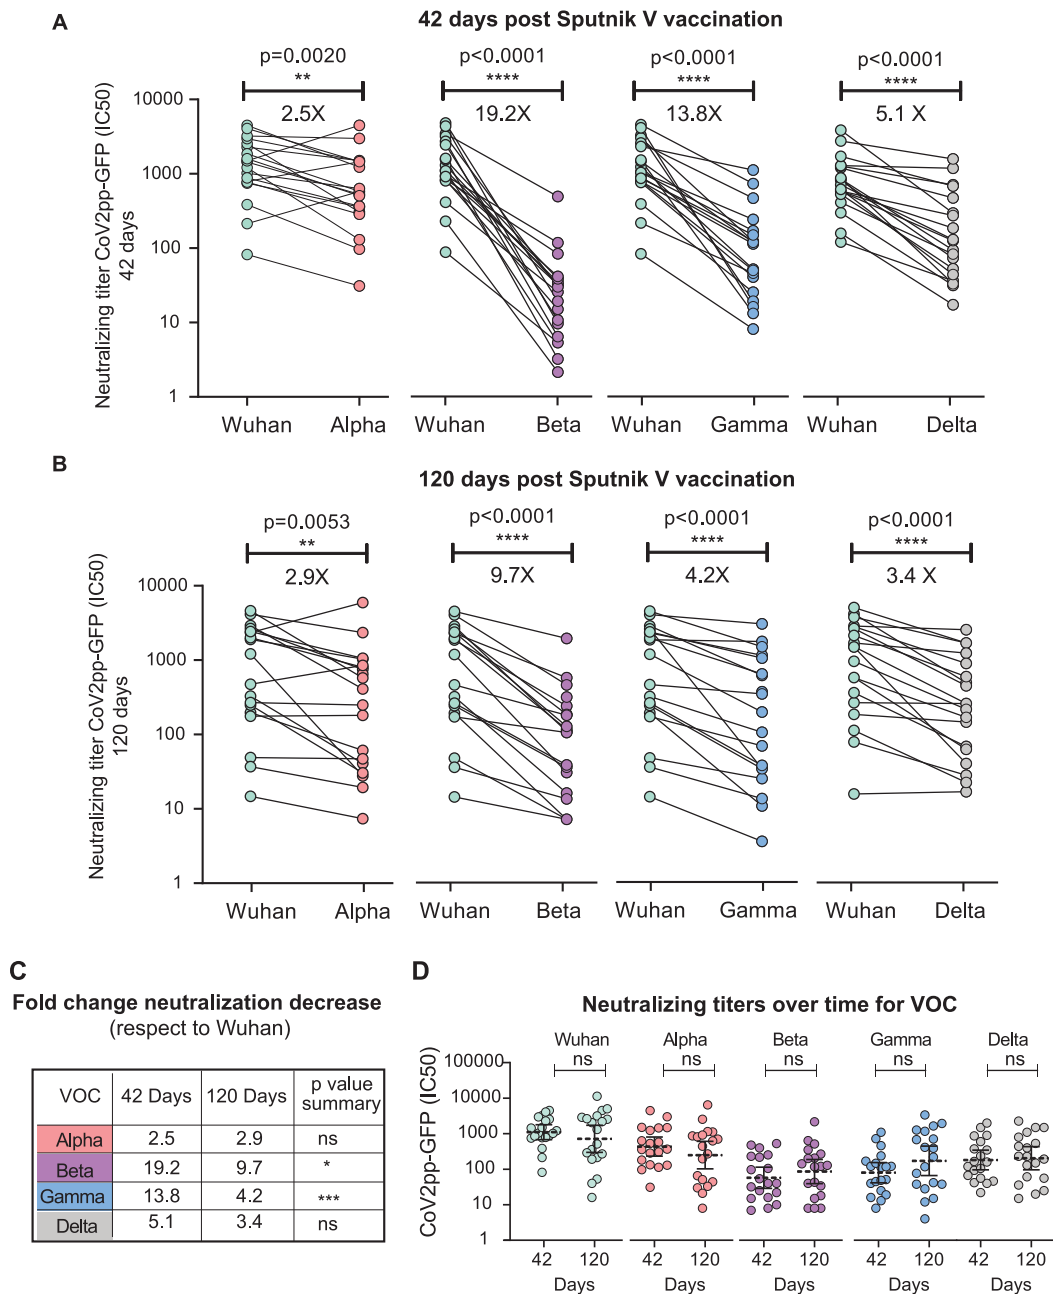 A
42 days post Sputnik V vaccination
p=0.0020
p<0.0001
p<0.0001
p<0.0001
**
****
****
****
2.5X
19.2X
13.8X
5.1 X
Neutralizing titer CoV2pp-GFP (IC50)
42 days
10000
1000
100
10
1
Wuhan
Alpha
Wuhan
Beta
Wuhan
Gamma
Wuhan
Delta
B
120 days post Sputnik V vaccination
p=0.0053
p<0.0001
p<0.0001
p<0.0001
**
****
****
****
2.9X
9.7X
4.2X
3.4 X
Neutralizing titer CoV2pp-GFP (IC50)
120 days
10000
1000
100
10
1
Wuhan
Alpha
Wuhan
Beta
Wuhan
Gamma
Wuhan
Delta
C
Fold change neutralization decrease
(respect to Wuhan)
VOC 42 Days 120 Days p value summary
Alpha 2.5 2.9 ns
Beta 19.2 9.7 *
Gamma 13.8 4.2 ***
Delta 5.1 3.4 ns
D
Neutralizing titers over time for VOC
Wuhan
Alpha
Beta
Gamma
Delta
ns
ns
ns
ns
ns
CoV2pp-GFP (IC50)
100000
10000
1000
100
10
1
42 120
42 120
42 120
42 120
42 120
Days
Days
Days
Days
Days